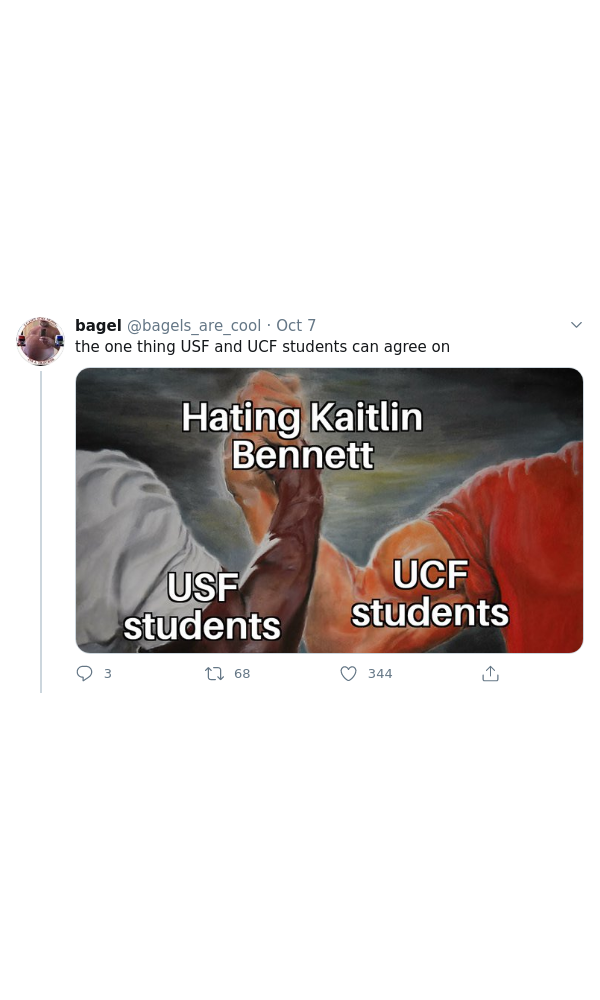 bagel @bagels_are_cool · Oct 7
the one thing USF and UCF students can agree on
Hating Kaitlin
Bennett
USF
students
UCF
students
3 68 344